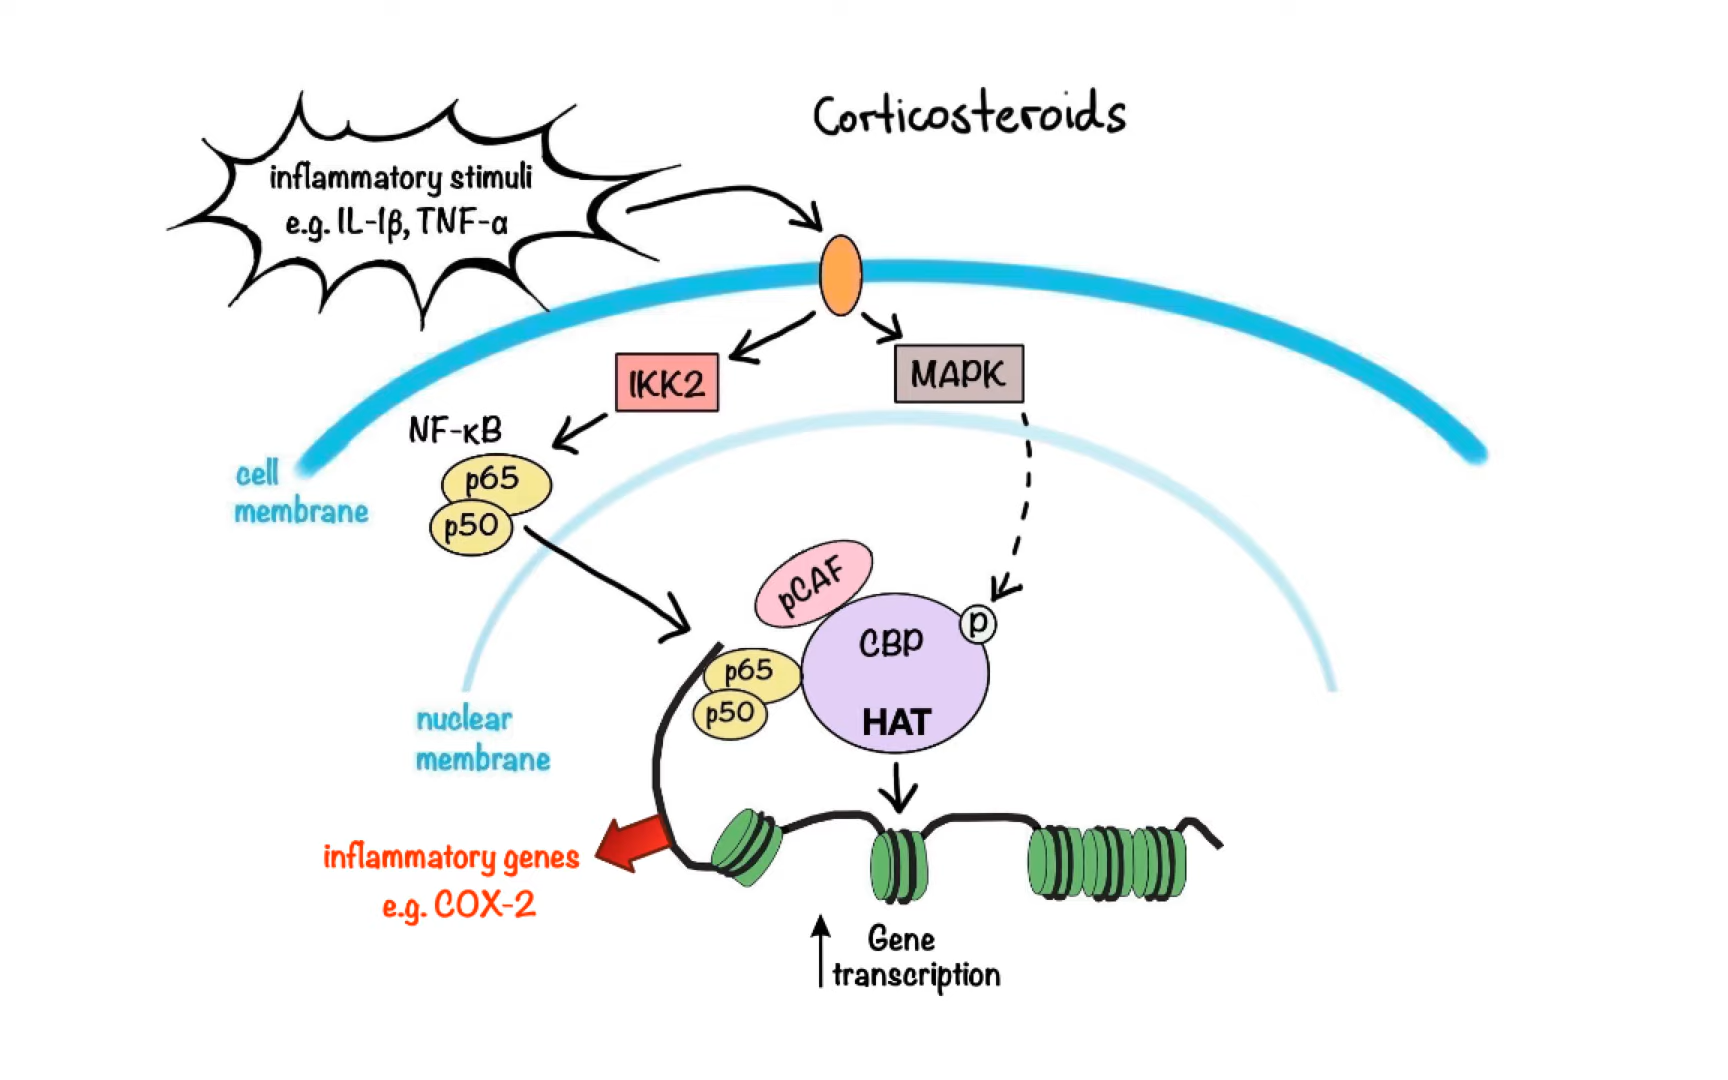 Corticosteroids
inflammatory stimuli
e.g. IL-1β, TNF-α
IKK2
MAPK
NF-κB
p65
p50
cell
membrane
pCAF
CBP
P
HAT
p65
p50
nuclear
membrane
inflammatory genes
e.g. COX-2
Gene
transcription